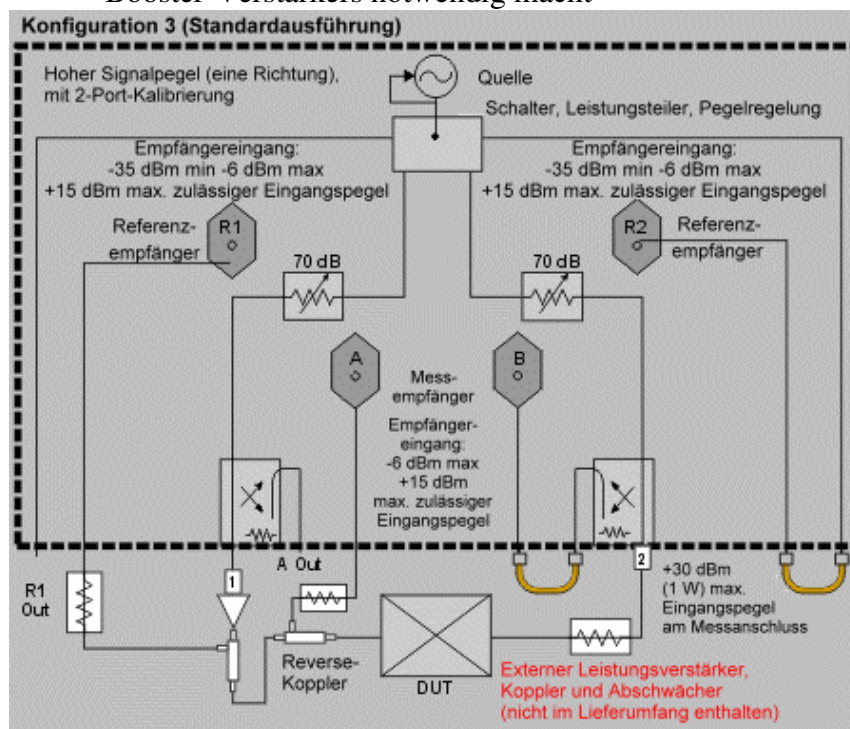 Booster-Verstärkers notwendig macht
Konfiguration 3 (Standardausführung)
Hoher Signalpegel (eine Richtung),
mit 2-Port-Kalibrierung
Quelle
Schalter, Leistungsteiler, Pegelregelung
Empfängereingang:
-35 dBm min -6 dBm max
+15 dBm max. zulässiger Eingangspegel
Empfängereingang:
-35 dBm min -6 dBm max
+15 dBm max. zulässiger Eingangspegel
Referenz-
empfänger
R1
R2
Referenz-
empfänger
70 dB
70 dB
A
Mess-
empfänger
B
Empfänger-
eingang:
-6 dBm max
+15 dBm
max. zulässiger
Eingangspegel
R1
Out
1
A Out
2
+30 dBm
(1 W) max.
Eingangspegel
am Messanschluss
Reverse-
Koppler
DUT
Externer Leistungsverstärker,
Koppler und Abschwächer
(nicht im Lieferumfang enthalten)